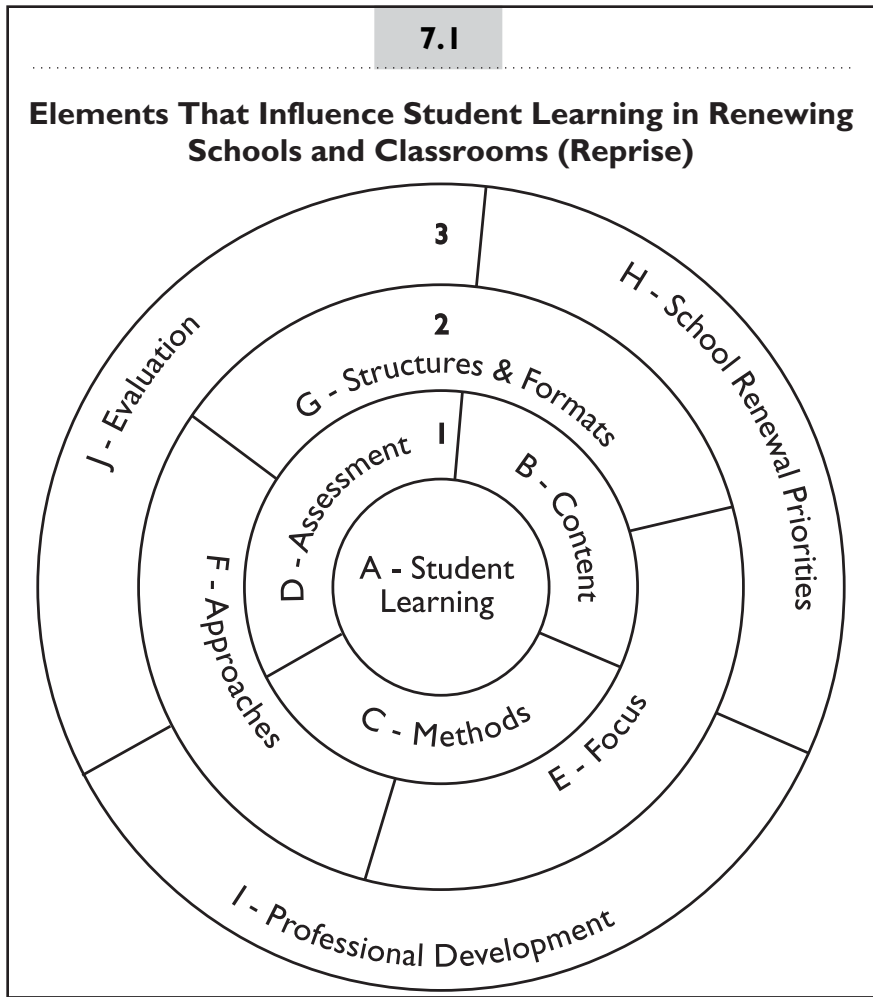 7.1
Elements That Influence Student Learning in Renewing
Schools and Classrooms (Reprise)
3
H - School Renewal Priorities
J - Evaluation
2
G - Structures & Formats
1
B - Content
D - Assessment
A - Student
Learning
F - Approaches
C - Methods
E - Focus
I - Professional Development